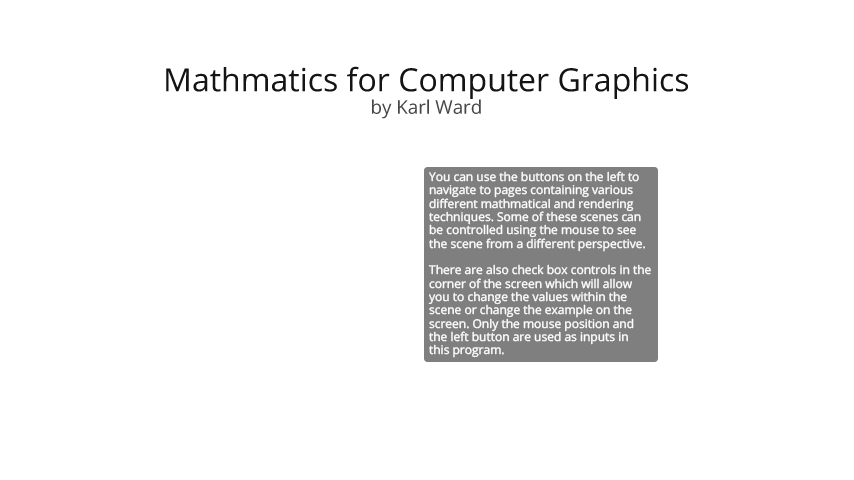 Mathmatics for Computer Graphics
by Karl Ward
You can use the buttons on the left to
navigate to pages containing various
different mathmatical and rendering
techniques. Some of these scenes can
be controlled using the mouse to see
the scene from a different perspective.
There are also check box controls in the
corner of the screen which will allow
you to change the values within the
scene or change the example on the
screen. Only the mouse position and
the left button are used as inputs in
this program.